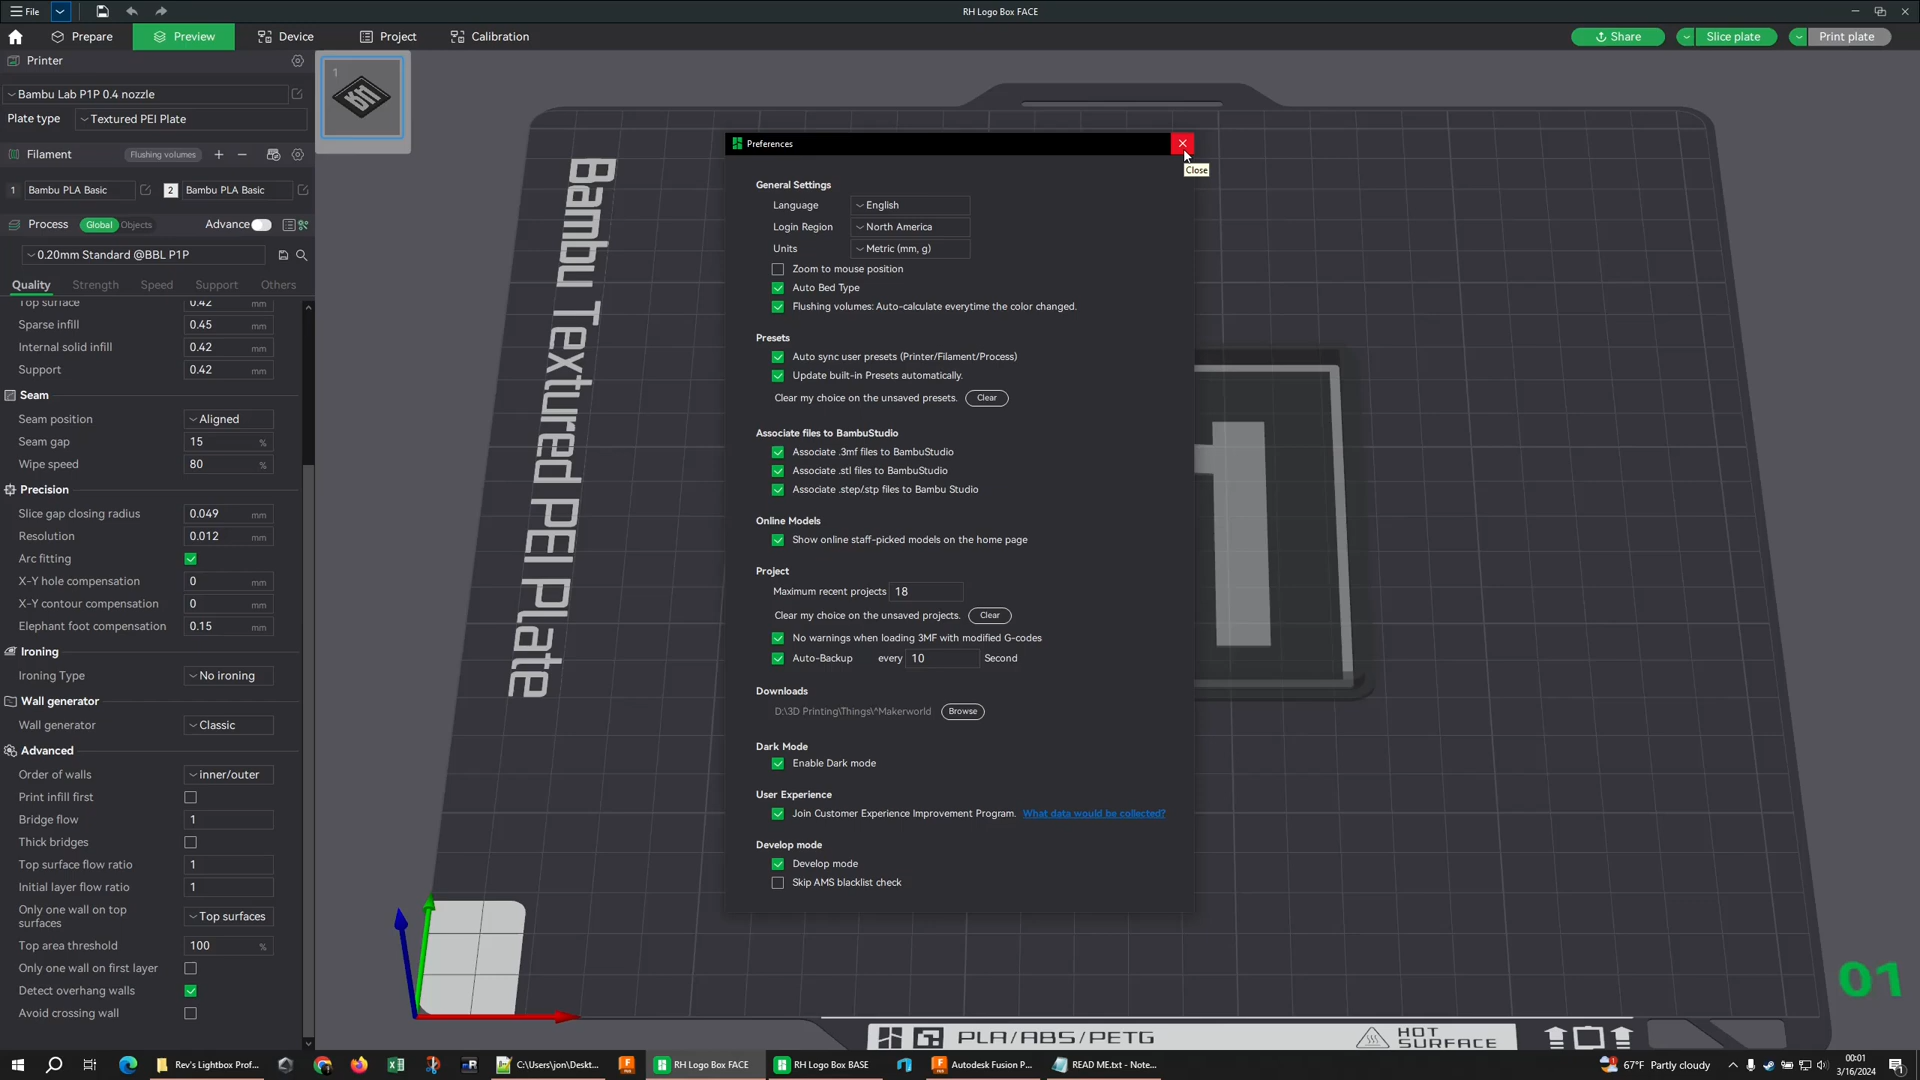 File
RH Logo Box FACE
Prepare
Preview
Device
Project
Calibration
Share
Slice plate
Print plate
Printer
Bambu Lab P1P 0.4 nozzle
Plate type
Textured PEI Plate
Filament
Flushing volumes
1
Bambu PLA Basic
2
Bambu PLA Basic
Process
Global
Objects
Advance
0.20mm Standard @BBL P1P
Quality
Strength
Speed
Support
Others
Top surface 0.42 mm
Sparse infill 0.45 mm
Internal solid infill 0.42 mm
Support 0.42 mm
Seam
Seam position Aligned
Seam gap 15 %
Wipe speed 80 %
Precision
Slice gap closing radius 0.049 mm
Resolution 0.012 mm
Arc fitting
X-Y hole compensation 0 mm
X-Y contour compensation 0 mm
Elephant foot compensation 0.15 mm
Ironing
Ironing Type No ironing
Wall generator
Wall generator Classic
Advanced
Order of walls inner/outer
Print infill first
Bridge flow 1
Thick bridges
Top surface flow ratio 1
Initial layer flow ratio 1
Only one wall on top
surfaces
Top surfaces
Top area threshold 100 %
Only one wall on first layer
Detect overhang walls
Avoid crossing wall
1
Bambu Textured PEI Plate
Preferences
Close
General Settings
Language English
Login Region North America
Units Metric (mm, g)
Zoom to mouse position
Auto Bed Type
Flushing volumes: Auto-calculate everytime the color changed.
Presets
Auto sync user presets (Printer/Filament/Process)
Update built-in Presets automatically.
Clear my choice on the unsaved presets. Clear
Associate files to BambuStudio
Associate .3mf files to BambuStudio
Associate .stl files to BambuStudio
Associate .step/.stp files to Bambu Studio
Online Models
Show online staff-picked models on the home page
Project
Maximum recent projects 18
Clear my choice on the unsaved projects. Clear
No warnings when loading 3MF with modified G-codes
Auto-Backup every 10 Second
Downloads
D:\3D Printing\Things\^Makerworld Browse
Dark Mode
Enable Dark mode
User Experience
Join Customer Experience Improvement Program. What data would be collected?
Develop mode
Develop mode
Skip AMS blacklist check
01
PLA/ABS/PETG
HOT
SURFACE
Rev's Lightbox Prof...
C:\Users\jon\Deskt...
RH Logo Box FACE
RH Logo Box BASE
Autodesk Fusion P...
READ ME.txt - Note...
67°F Partly cloudy
00:01
3/16/2024